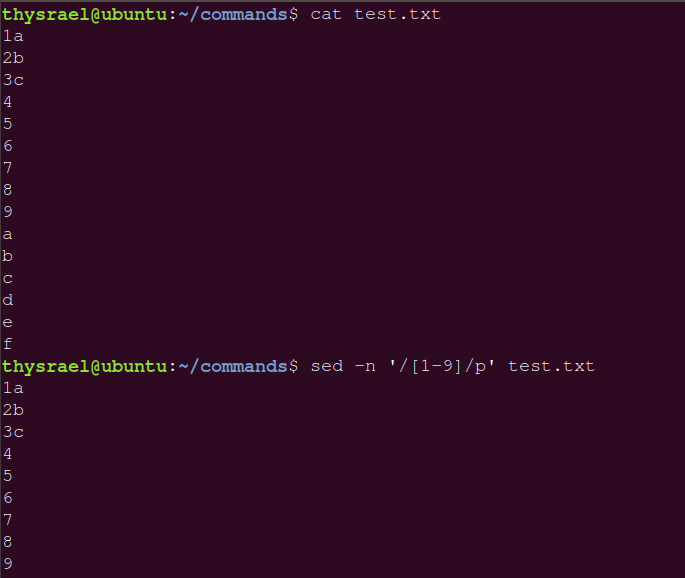 thysrael@ubuntu:~/commands$ cat test.txt
1a
2b
3c
4
5
6
7
8
9
a
b
c
d
e
f
thysrael@ubuntu:~/commands$ sed -n '/[1-9]/p' test.txt
1a
2b
3c
4
5
6
7
8
9